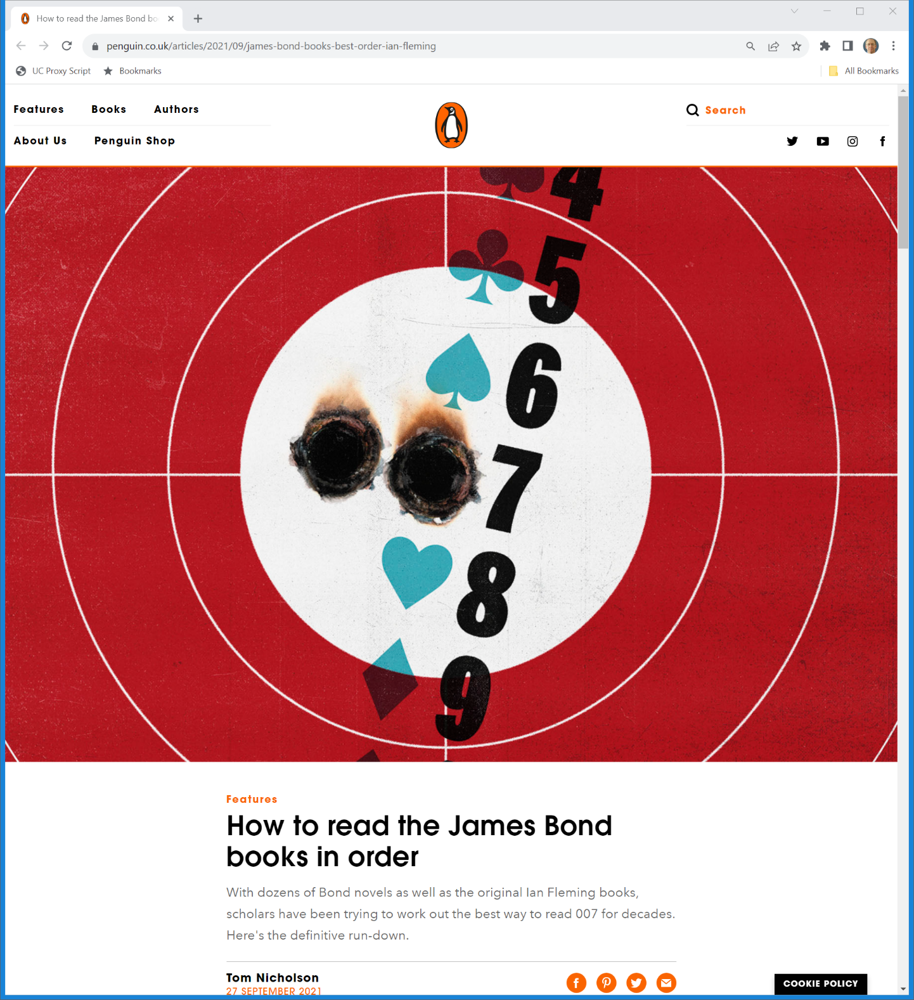 How to read the James Bond bo
penguin.co.uk/articles/2021/09/james-bond-books-best-order-ian-fleming
UC Proxy Script
Bookmarks
All Bookmarks
Features
Books
Authors
Search
About Us
Penguin Shop
4
5
6
7
8
9
Features
How to read the James Bond
books in order
With dozens of Bond novels as well as the original Ian Fleming books,
scholars have been trying to work out the best way to read 007 for decades.
Here's the definitive run-down.
Tom Nicholson
27 SEPTEMBER 2021
COOKIE POLICY